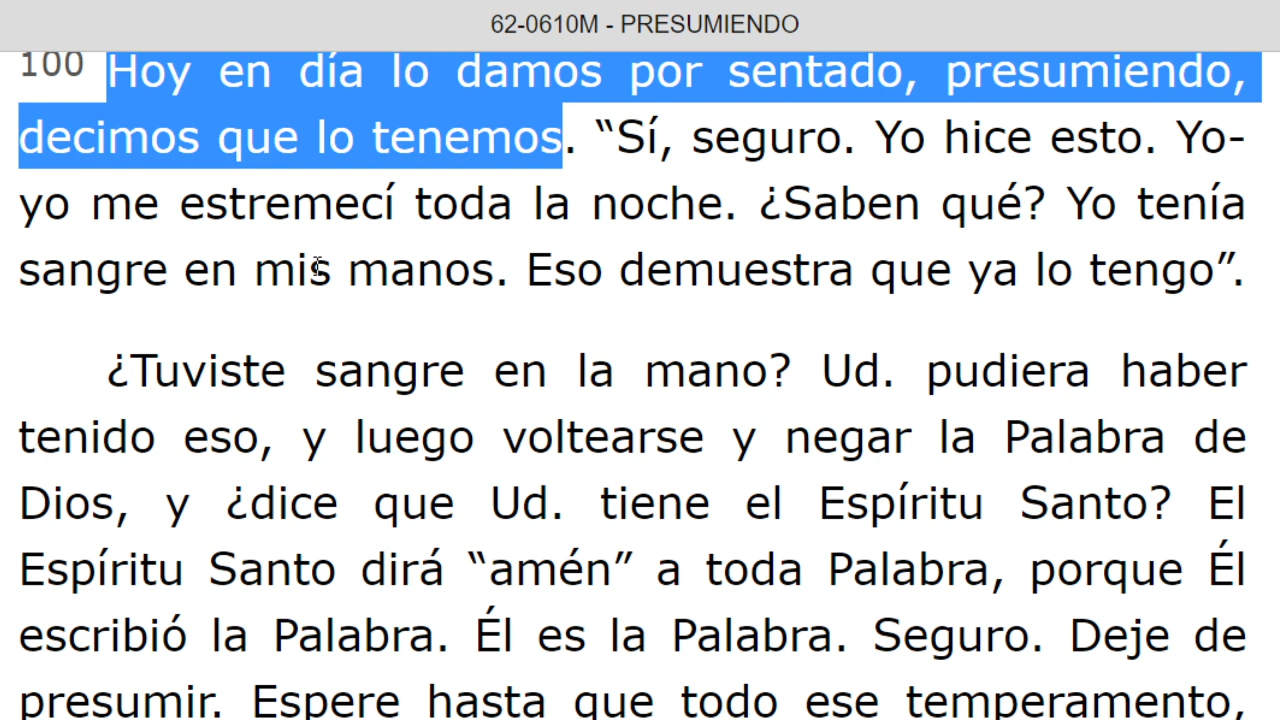 62-0610M - PRESUMIENDO
100 Hoy en día lo damos por sentado, presumiendo,
decimos que lo tenemos. “Sí, seguro. Yo hice esto. Yo-
yo me estremecí toda la noche. ¿Saben qué? Yo tenía
sangre en mis manos. Eso demuestra que ya lo tengo”.
¿Tuviste sangre en la mano? Ud. pudiera haber
tenido eso, y luego voltearse y negar la Palabra de
Dios, y ¿dice que Ud. tiene el Espíritu Santo? El
Espíritu Santo dirá “amén” a toda Palabra, porque Él
escribió la Palabra. Él es la Palabra. Seguro. Deje de
presumir. Espere hasta que todo ese temperamento,